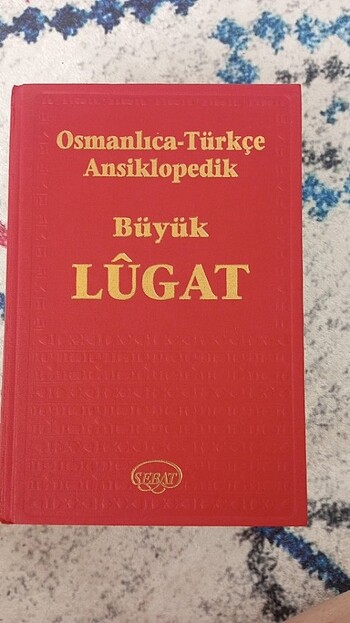 Osmanlıca-Türkçe
Ansiklopedik
Büyük
LÛGAT
SEBAT